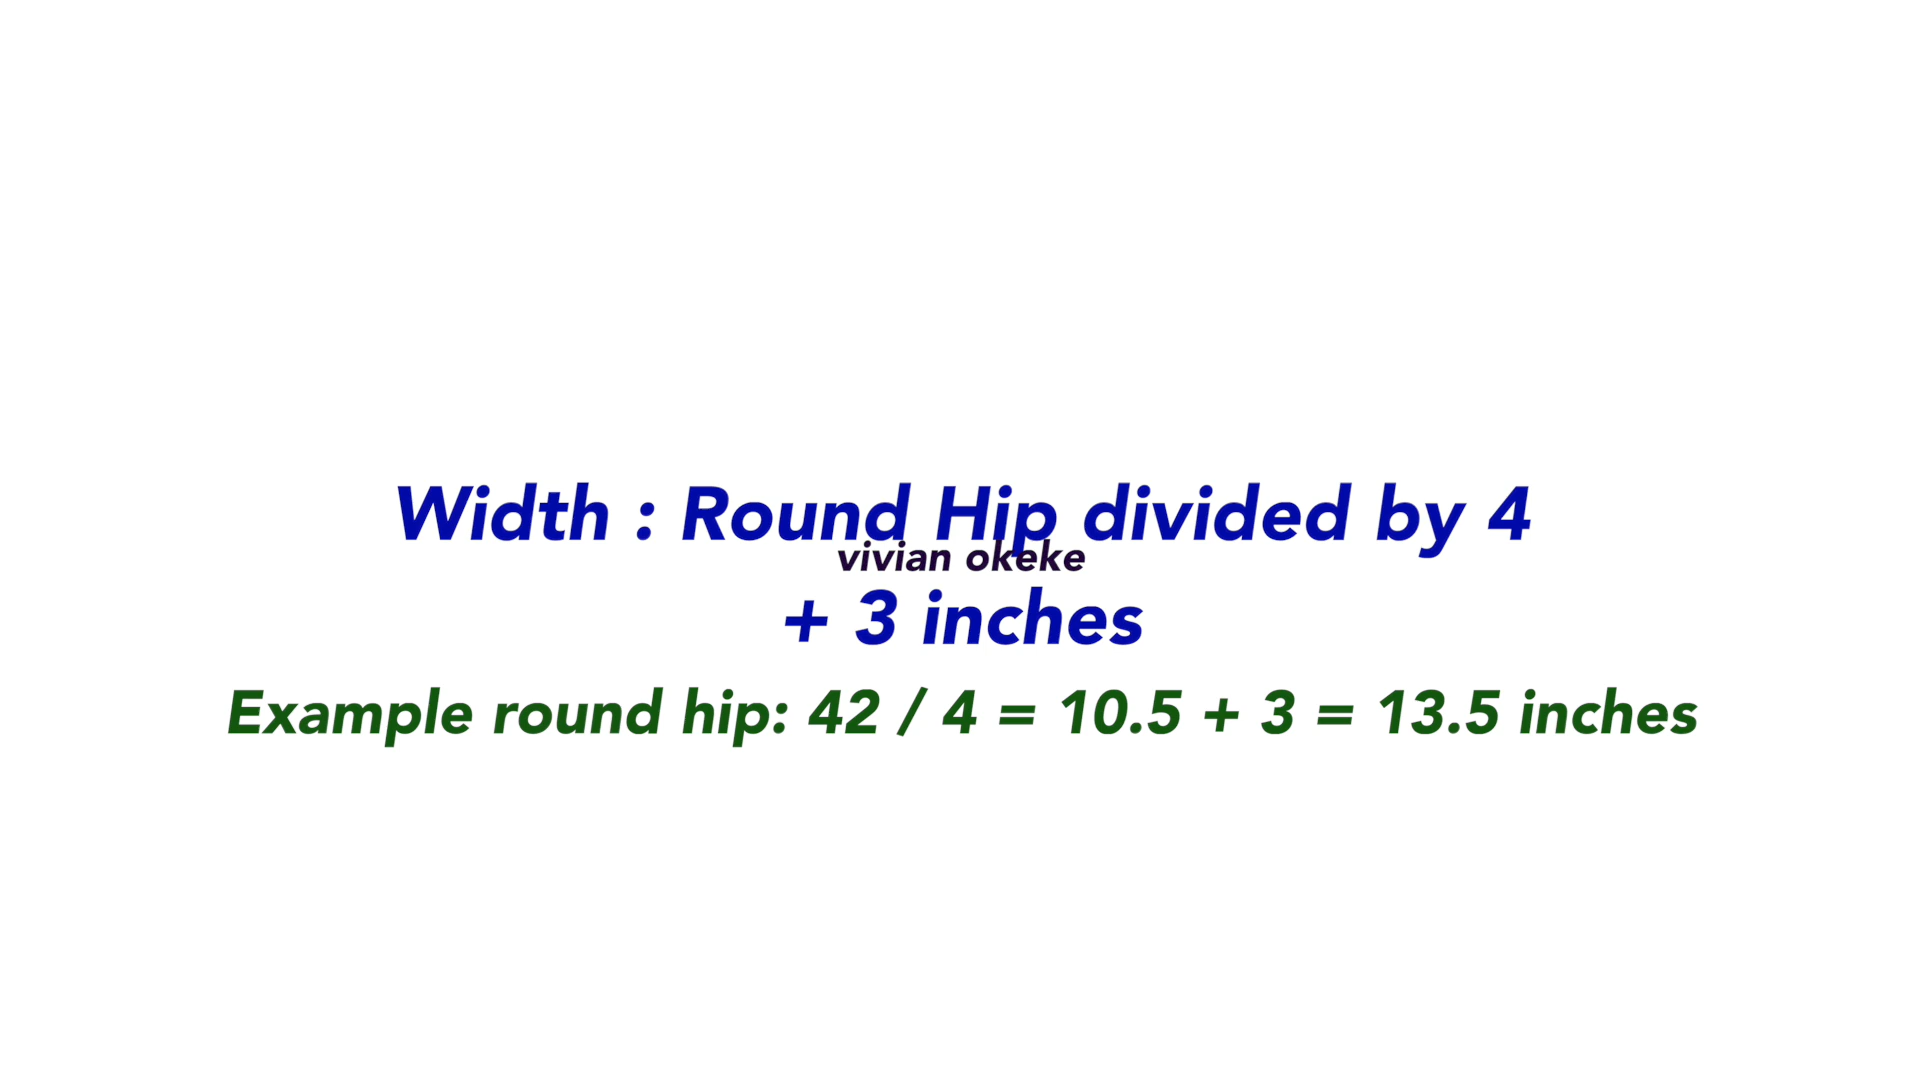 Width : Round Hip divided by 4
vivian okeke
+ 3 inches
Example round hip: 42 / 4 = 10.5 + 3 = 13.5 inches